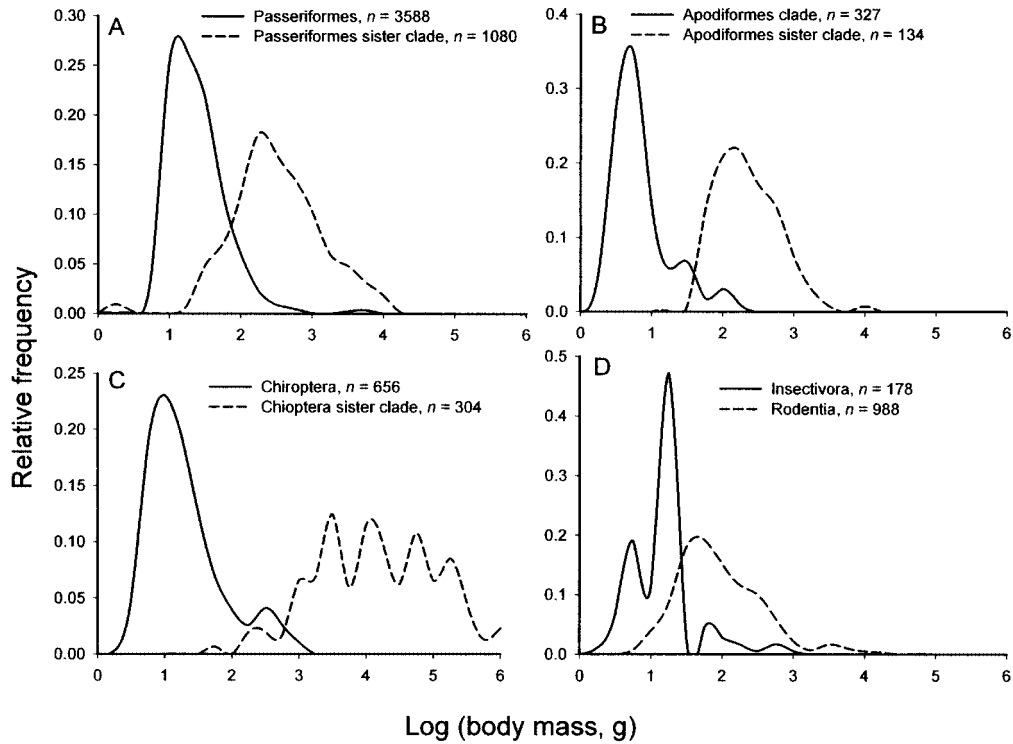 A
Passeriformes, n = 3588
Passeriformes sister clade, n = 1080
0.30
0.25
0.20
0.15
0.10
0.05
0.00
0 1 2 3 4 5 6
B
Apodiformes clade, n = 327
Apodiformes sister clade, n = 134
0.4
0.3
0.2
0.1
0.0
0 1 2 3 4 5 6
C
Chiroptera, n = 656
Chioptera sister clade, n = 304
0.25
0.20
0.15
0.10
0.05
0.00
0 1 2 3 4 5 6
D
Insectivora, n = 178
Rodentia, n = 988
0.5
0.4
0.3
0.2
0.1
0.0
0 1 2 3 4 5 6
Relative frequency
Log (body mass, g)